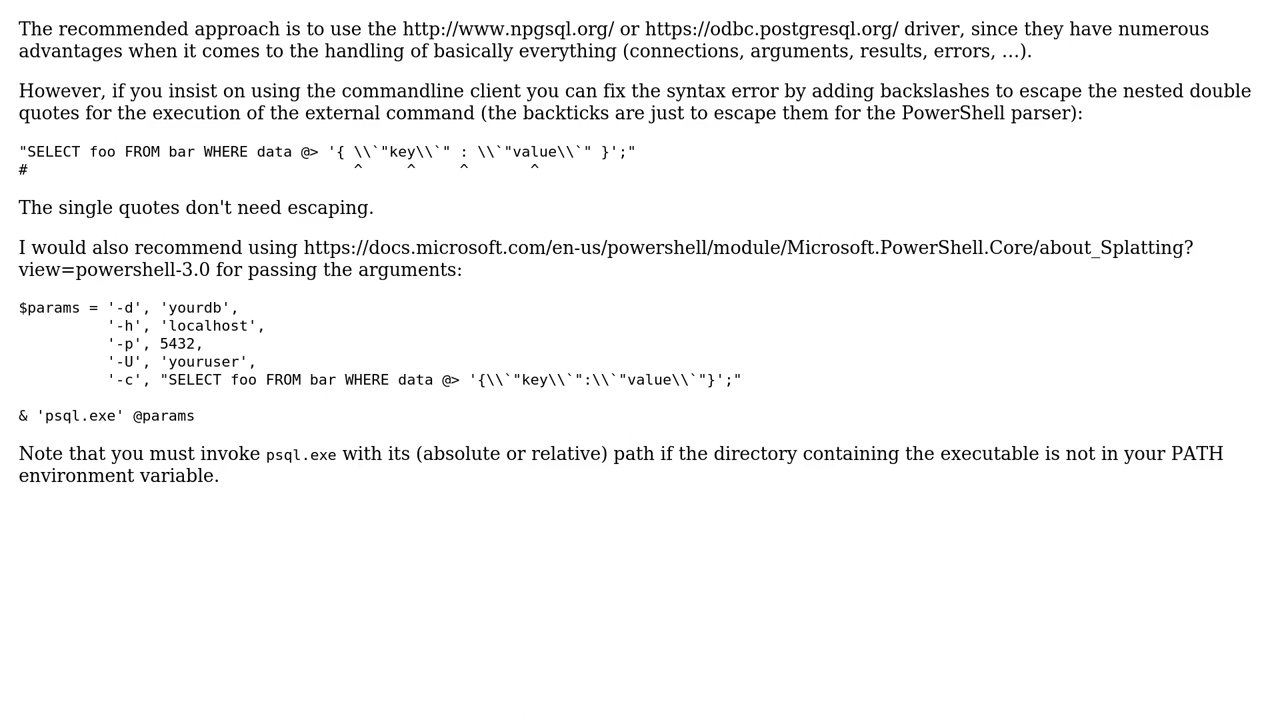 The recommended approach is to use the http://www.npgsql.org/ or https://odbc.postgresql.org/ driver, since they have numerous
advantages when it comes to the handling of basically everything (connections, arguments, results, errors, …).
However, if you insist on using the commandline client you can fix the syntax error by adding backslashes to escape the nested double
quotes for the execution of the external command (the backticks are just to escape them for the PowerShell parser):
"SELECT foo FROM bar WHERE data @> '{ \\`"key\\`" : \\`"value\\`" }';"
#                                     ^     ^     ^       ^
The single quotes don't need escaping.
I would also recommend using https://docs.microsoft.com/en-us/powershell/module/Microsoft.PowerShell.Core/about_Splatting?
view=powershell-3.0 for passing the arguments:
$params = '-d', 'yourdb',
          '-h', 'localhost',
          '-p', 5432,
          '-U', 'youruser',
          '-c', "SELECT foo FROM bar WHERE data @> '{\\`"key\\`":\\`"value\\`"}';"
& 'psql.exe' @params
Note that you must invoke psql.exe with its (absolute or relative) path if the directory containing the executable is not in your PATH
environment variable.